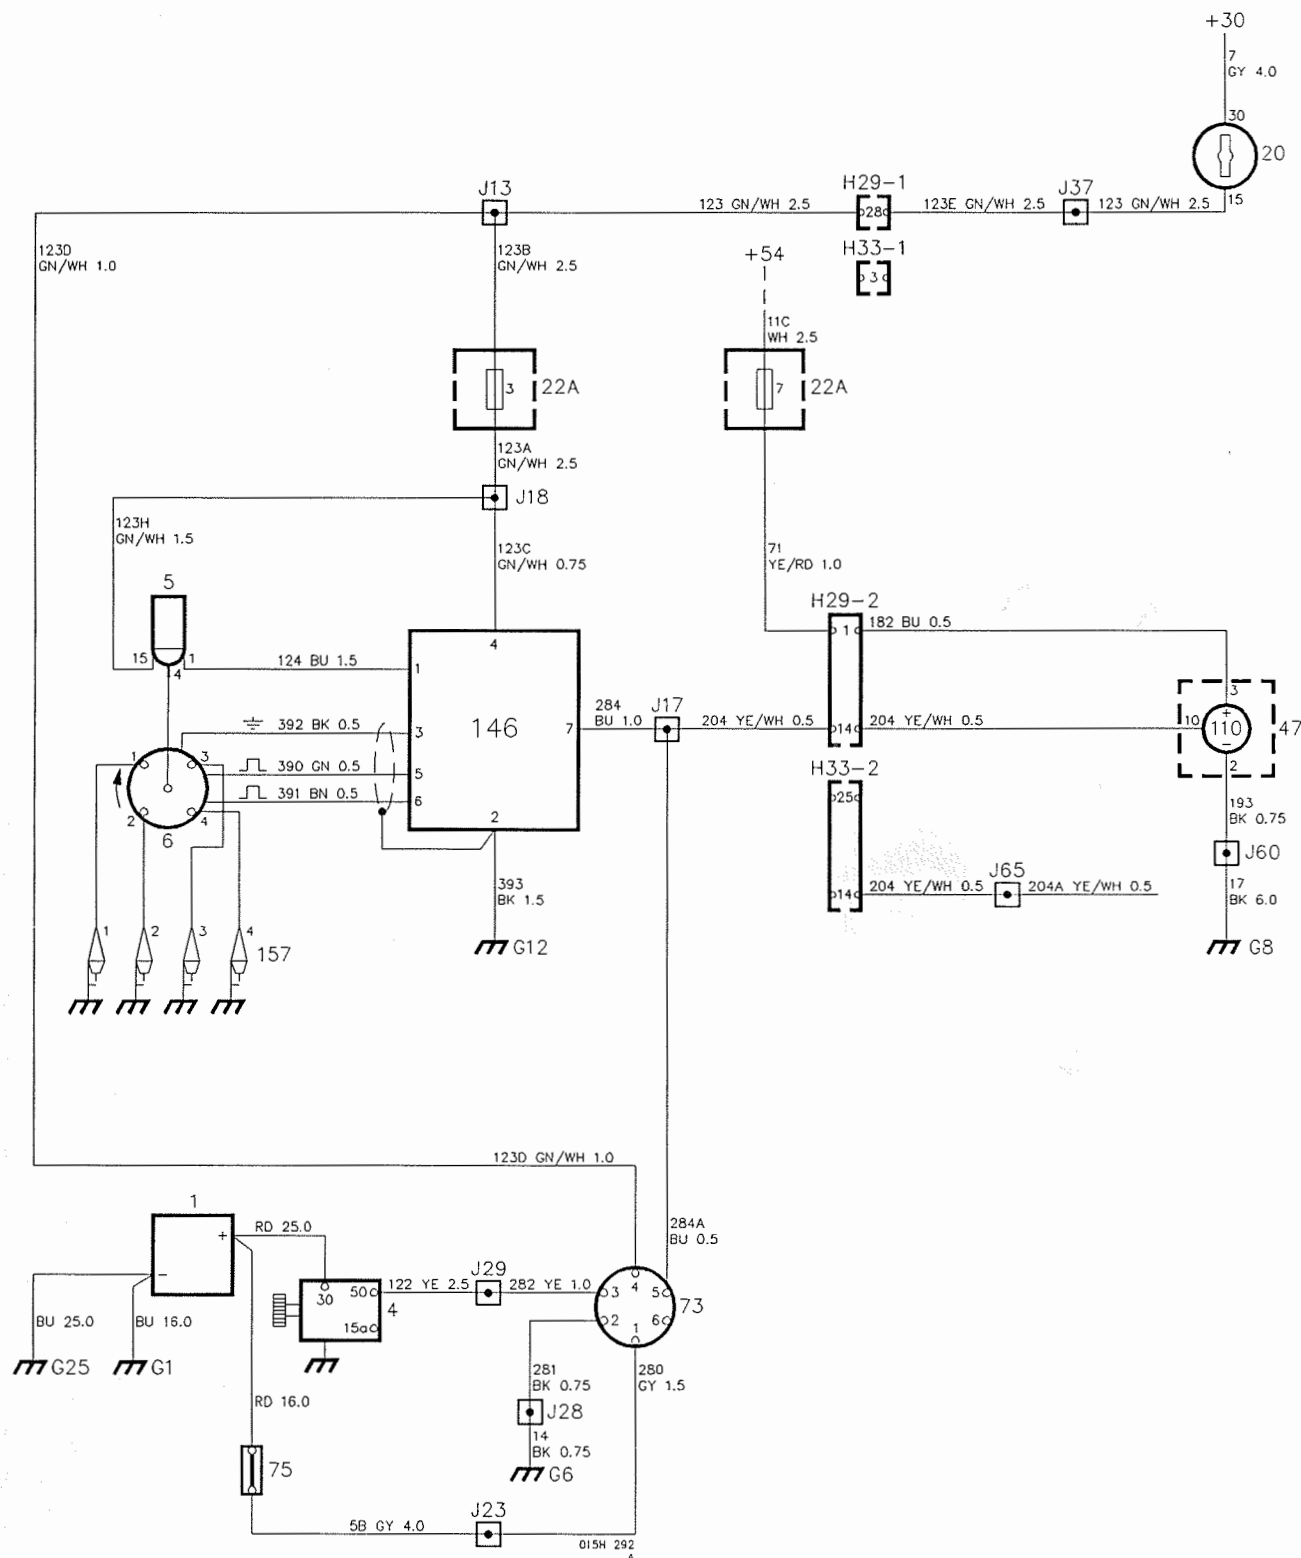 +30
7
GY 4.0
30
20
15
J13
H29-1
J37
123 GN/WH 2.5
28
123E GN/WH 2.5
123 GN/WH 2.5
123D
GN/WH 1.0
123B
GN/WH 2.5
+54
H33-1
3
11C
WH 2.5
3
22A
7
22A
123A
GN/WH 2.5
J18
123H
GN/WH 1.5
123C
GN/WH 0.75
71
YE/RD 1.0
5
H29-2
1
182 BU 0.5
15
1
4
124 BU 1.5
1
4
146
3
5
6
2
7
284
BU 1.0
J17
204 YE/WH 0.5
14
204 YE/WH 0.5
3
10
+
110
-
2
47
392 BK 0.5
390 GN 0.5
391 BN 0.5
1
3
2
4
6
H33-2
25
193
BK 0.75
J60
17
BK 6.0
G8
14
204 YE/WH 0.5
J65
204A YE/WH 0.5
393
BK 1.5
G12
1
2
3
4
157
123D GN/WH 1.0
1
+
-
RD 25.0
284A
BU 0.5
BU 25.0
BU 16.0
30
50
15a
4
122 YE 2.5
J29
282 YE 1.0
3
4
5
2
1
6
73
G25
G1
RD 16.0
281
BK 0.75
J28
14
BK 0.75
G6
280
GY 1.5
75
5B GY 4.0
J23
015H 292
A